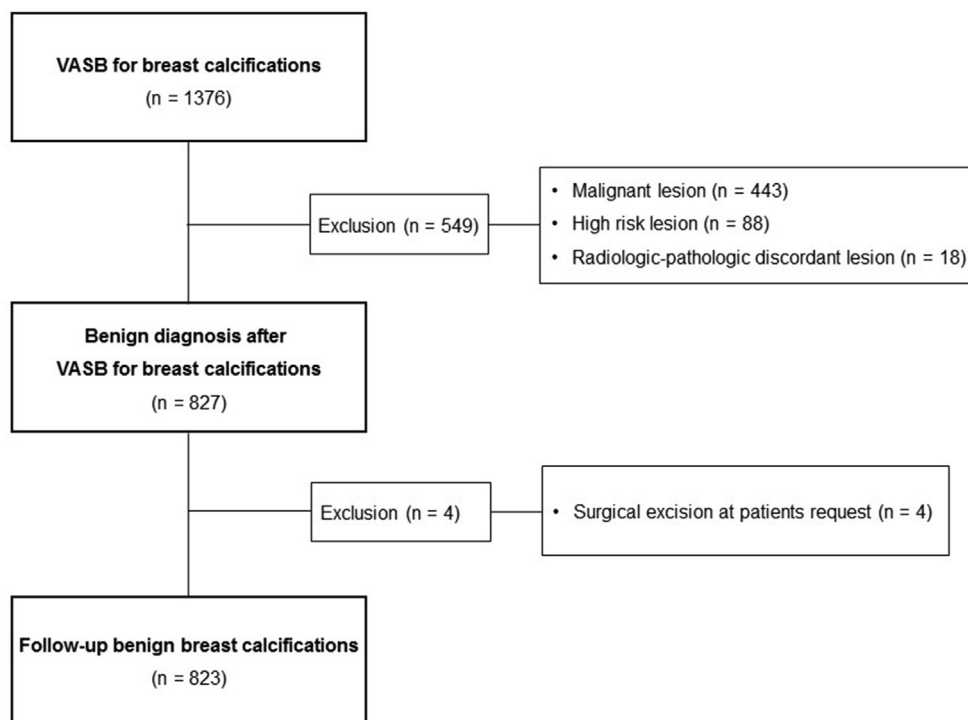 VASB for breast calcifications
(n = 1376)
Exclusion (n = 549)
• Malignant lesion (n = 443)
• High risk lesion (n = 88)
• Radiologic-pathologic discordant lesion (n = 18)
Benign diagnosis after
VASB for breast calcifications
(n = 827)
Exclusion (n = 4)
• Surgical excision at patients request (n = 4)
Follow-up benign breast calcifications
(n = 823)